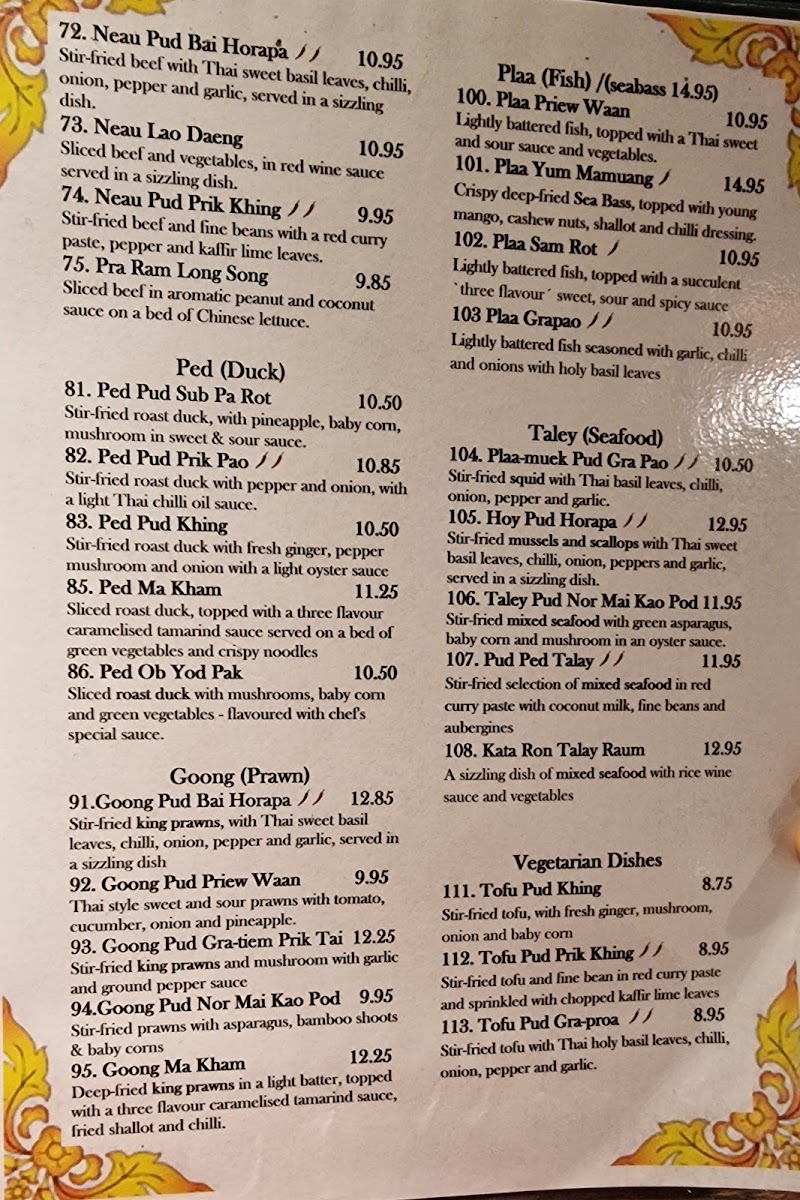 72. Neau Pud Bai Horapa 10.95
Stir-fried beef with Thai sweet basil leaves, chilli,
onion, pepper and garlic, served in a sizzling
dish.
73. Neau Lao Daeng 10.95
Sliced beef and vegetables, in red wine sauce
served in a sizzling dish.
74. Neau Pud Prik Khing 9.95
Stir-fried beef and fine beans with a red curry
paste, pepper and kaffir lime leaves.
75. Pra Ram Long Song 9.85
Sliced beef in aromatic peanut and coconut
sauce on a bed of Chinese lettuce.
Ped (Duck)
81. Ped Pud Sub Pa Rot 10.50
Stir-fried roast duck, with pineapple, baby corn,
mushroom in sweet & sour sauce.
82. Ped Pud Prik Pao 10.85
Stir-fried roast duck with pepper and onion, with
a light Thai chilli oil sauce.
83. Ped Pud Khing 10.50
Stir-fried roast duck with fresh ginger, pepper
mushroom and onion with a light oyster sauce
85. Ped Ma Kham 11.25
Sliced roast duck, topped with a three flavour
caramelised tamarind sauce served on a bed of
green vegetables and crispy noodles
86. Ped Ob Yod Pak 10.50
Sliced roast duck with mushrooms, baby corn
and green vegetables - flavoured with chef's
special sauce.
Goong (Prawn)
91.Goong Pud Bai Horapa 12.85
Stir-fried king prawns, with Thai sweet basil
leaves, chilli, onion, pepper and garlic, served in
a sizzling dish
92. Goong Pud Priew Waan 9.95
Thai style sweet and sour prawns with tomato,
cucumber, onion and pineapple.
93. Goong Pud Gra-tiem Prik Tai 12.25
Stir-fried king prawns and mushroom with garlic
and ground pepper sauce
94.Goong Pud Nor Mai Kao Pod 9.95
Stir-fried prawns with asparagus, bamboo shoots
& baby corns
95. Goong Ma Kham 12.25
Deep-fried king prawns in a light batter, topped
with a three flavour caramelised tamarind sauce,
fried shallot and chilli.
Plaa (Fish) /(seabass 14.95)
100. Plaa Priew Waan 10.95
Lightly battered fish, topped with a Thai sweet
and sour sauce and vegetables.
101. Plaa Yum Mamuang 14.95
Crispy deep-fried Sea Bass, topped with young
mango, cashew nuts, shallot and chilli dressing.
102. Plaa Sam Rot 10.95
Lightly battered fish, topped with a succulent
`three flavour´ sweet, sour and spicy sauce
103 Plaa Grapao 10.95
Lightly battered fish seasoned with garlic, chilli
and onions with holy basil leaves
Taley (Seafood)
104. Plaa-muek Pud Gra Pao 10.50
Stir-fried squid with Thai basil leaves, chilli,
onion, pepper and garlic.
105. Hoy Pud Horapa 12.95
Stir-fried mussels and scallops with Thai sweet
basil leaves, chilli, onion, peppers and garlic,
served in a sizzling dish.
106. Taley Pud Nor Mai Kao Pod 11.95
Stir-fried mixed seafood with green asparagus,
baby corn and mushroom in an oyster sauce.
107. Pud Ped Talay 11.95
Stir-fried selection of mixed seafood in red
curry paste with coconut milk, fine beans and
aubergines
108. Kata Ron Talay Raum 12.95
A sizzling dish of mixed seafood with rice wine
sauce and vegetables
Vegetarian Dishes
111. Tofu Pud Khing 8.75
Stir-fried tofu, with fresh ginger, mushroom,
onion and baby corn
112. Tofu Pud Prik Khing 8.95
Stir-fried tofu and fine bean in red curry paste
and sprinkled with chopped kaffir lime leaves
113. Tofu Pud Gra-proa 8.95
Stir-fried tofu with Thai holy basil leaves, chilli,
onion, pepper and garlic.